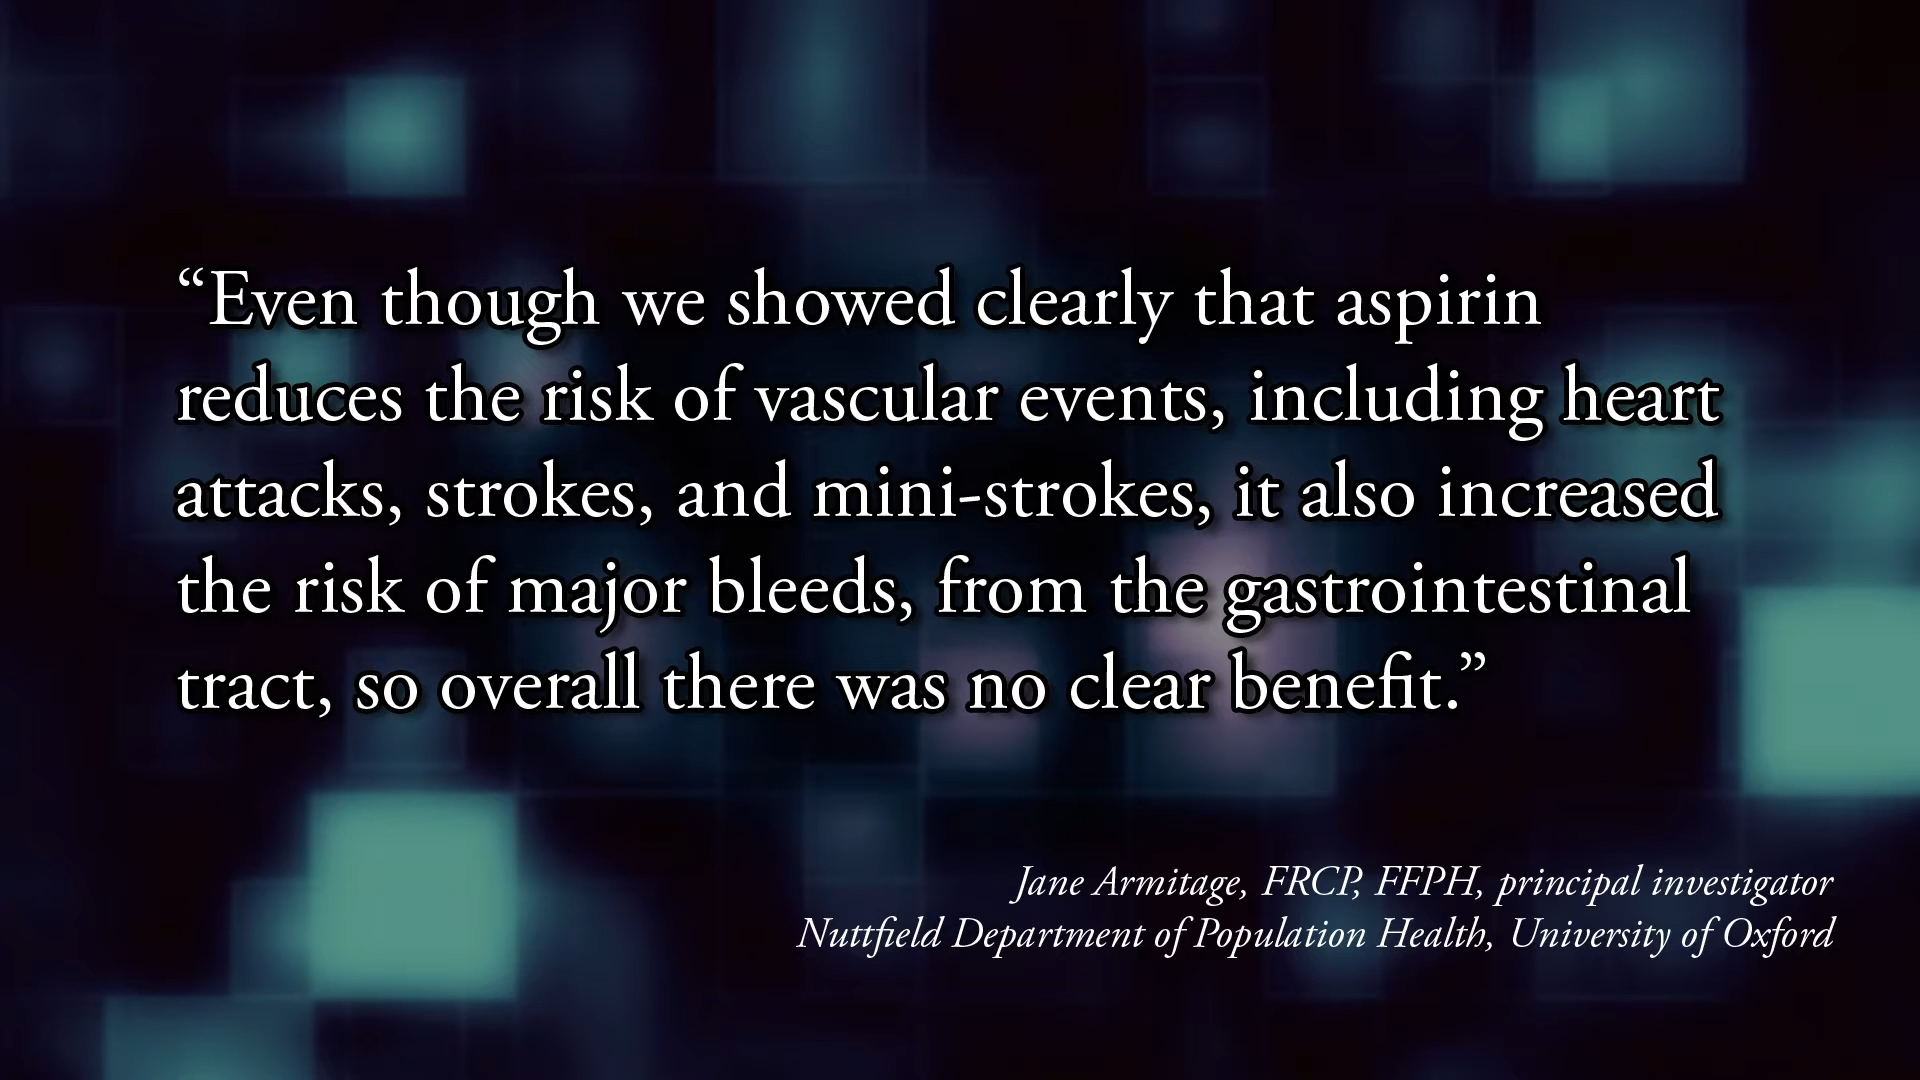 “Even though we showed clearly that aspirin
reduces the risk of vascular events, including heart
attacks, strokes, and mini-strokes, it also increased
the risk of major bleeds, from the gastrointestinal
tract, so overall there was no clear benefit.”
Jane Armitage, FRCP, FFPH, principal investigator
Nuttfield Department of Population Health, University of Oxford